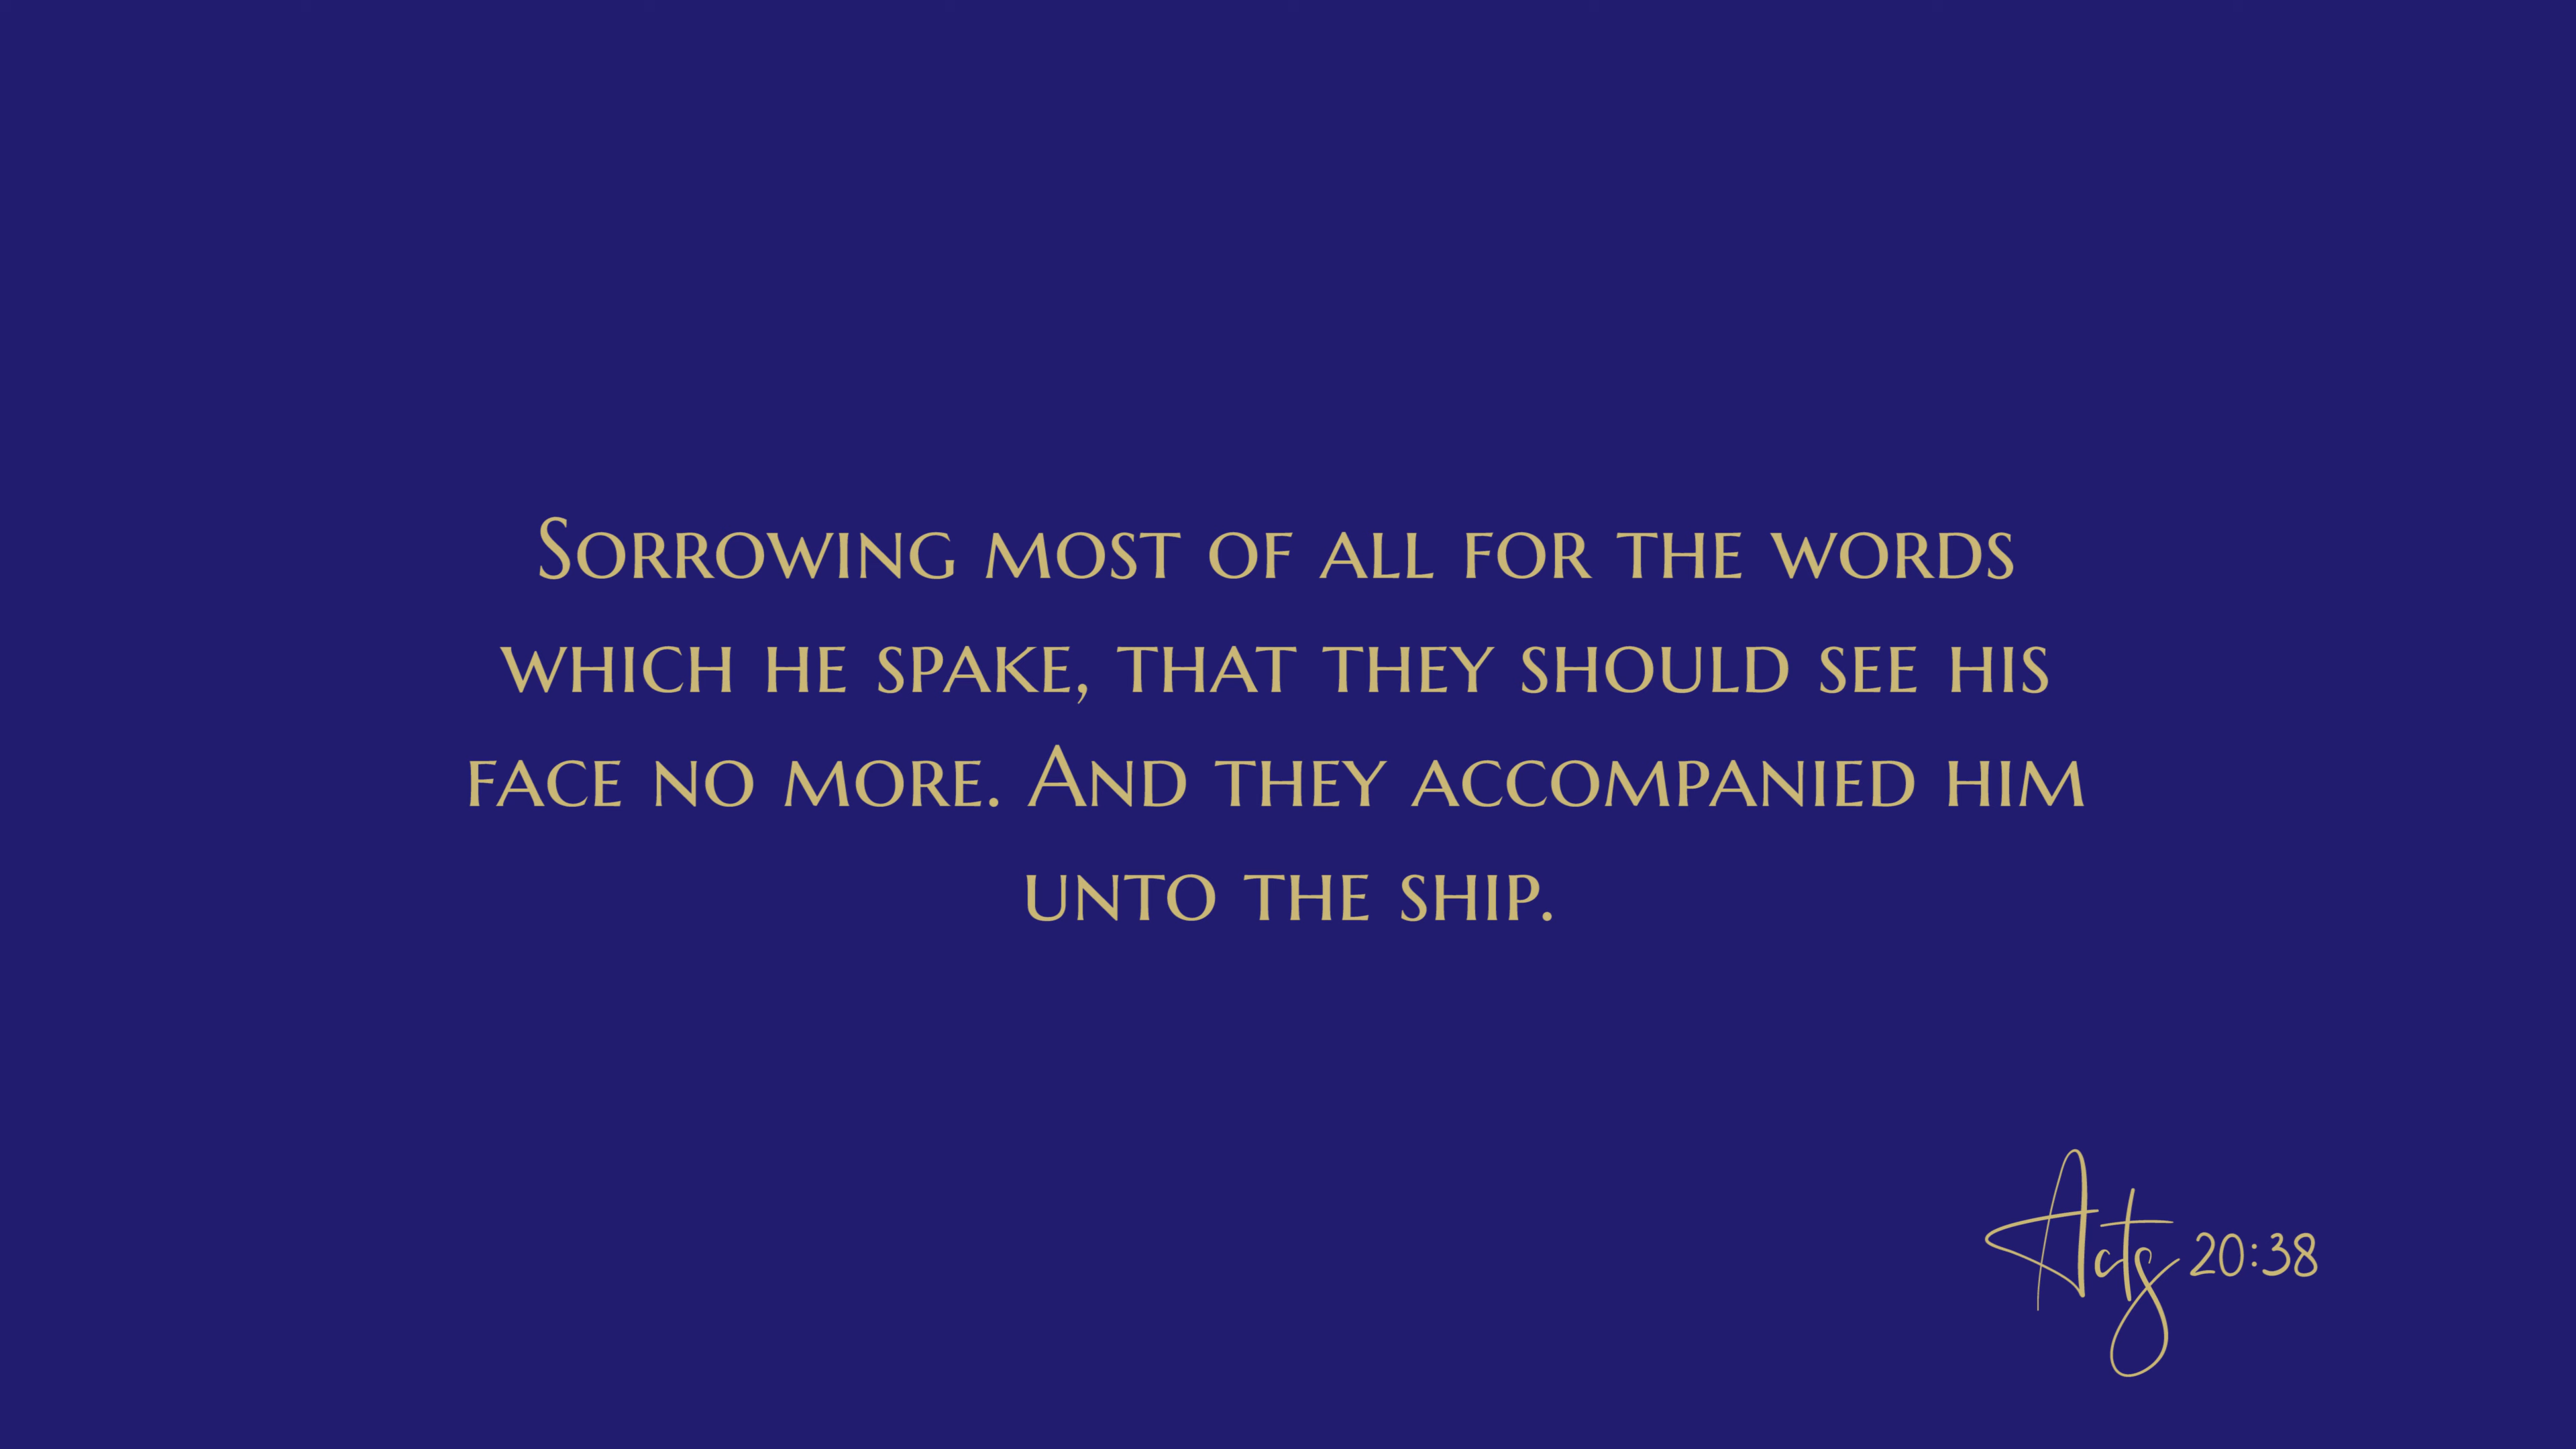 Sorrowing most of all for the words
which he spake, that they should see his
face no more. And they accompanied him
unto the ship.
Acts 20:38